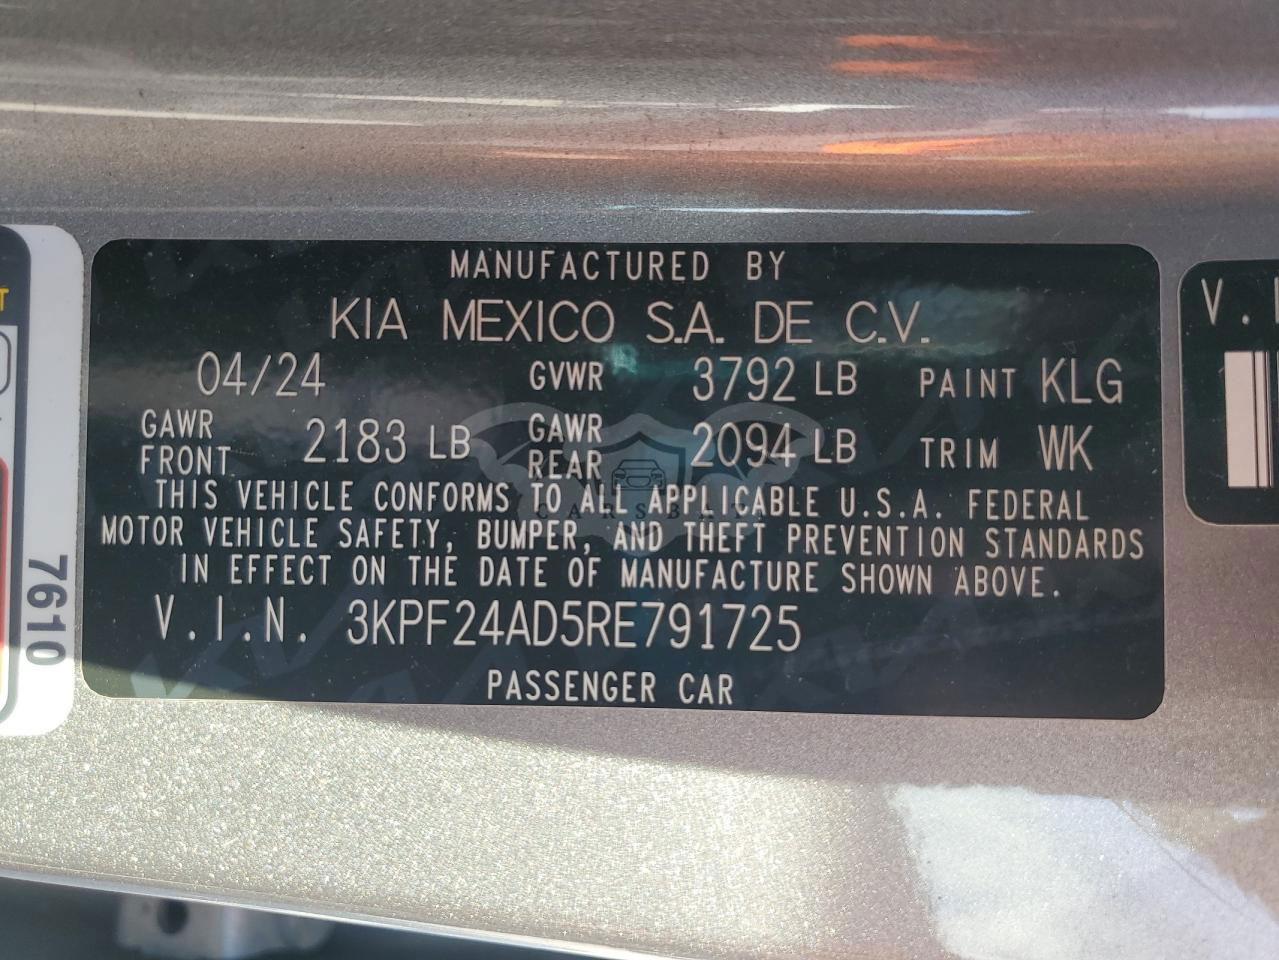 MANUFACTURED BY
KIA MEXICO S.A. DE C.V.
04/24 GVWR 3792 LB PAINT KLG
GAWR FRONT 2183 LB GAWR REAR 2094 LB TRIM WK
THIS VEHICLE CONFORMS TO ALL APPLICABLE U.S.A. FEDERAL
MOTOR VEHICLE SAFETY, BUMPER, AND THEFT PREVENTION STANDARDS
IN EFFECT ON THE DATE OF MANUFACTURE SHOWN ABOVE.
V.I.N. 3KPF24AD5RE791725
PASSENGER CAR
7610
V.
CARSBAY